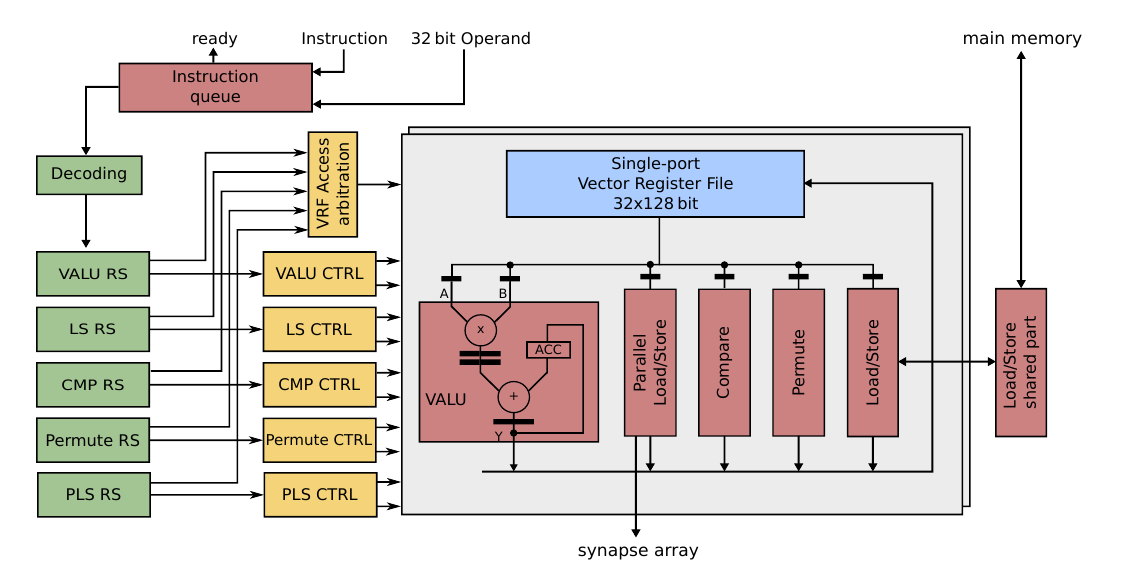 ready
Instruction
32 bit Operand
main memory
Instruction
queue
Decoding
VRF Access
arbitration
Single-port
Vector Register File
32x128 bit
VALU RS
VALU CTRL
LS RS
LS CTRL
CMP RS
CMP CTRL
Permute RS
Permute CTRL
PLS RS
PLS CTRL
A
B
x
ACC
+
VALU
Y
Parallel
Load/Store
Compare
Permute
Load/Store
Load/Store
shared part
synapse array